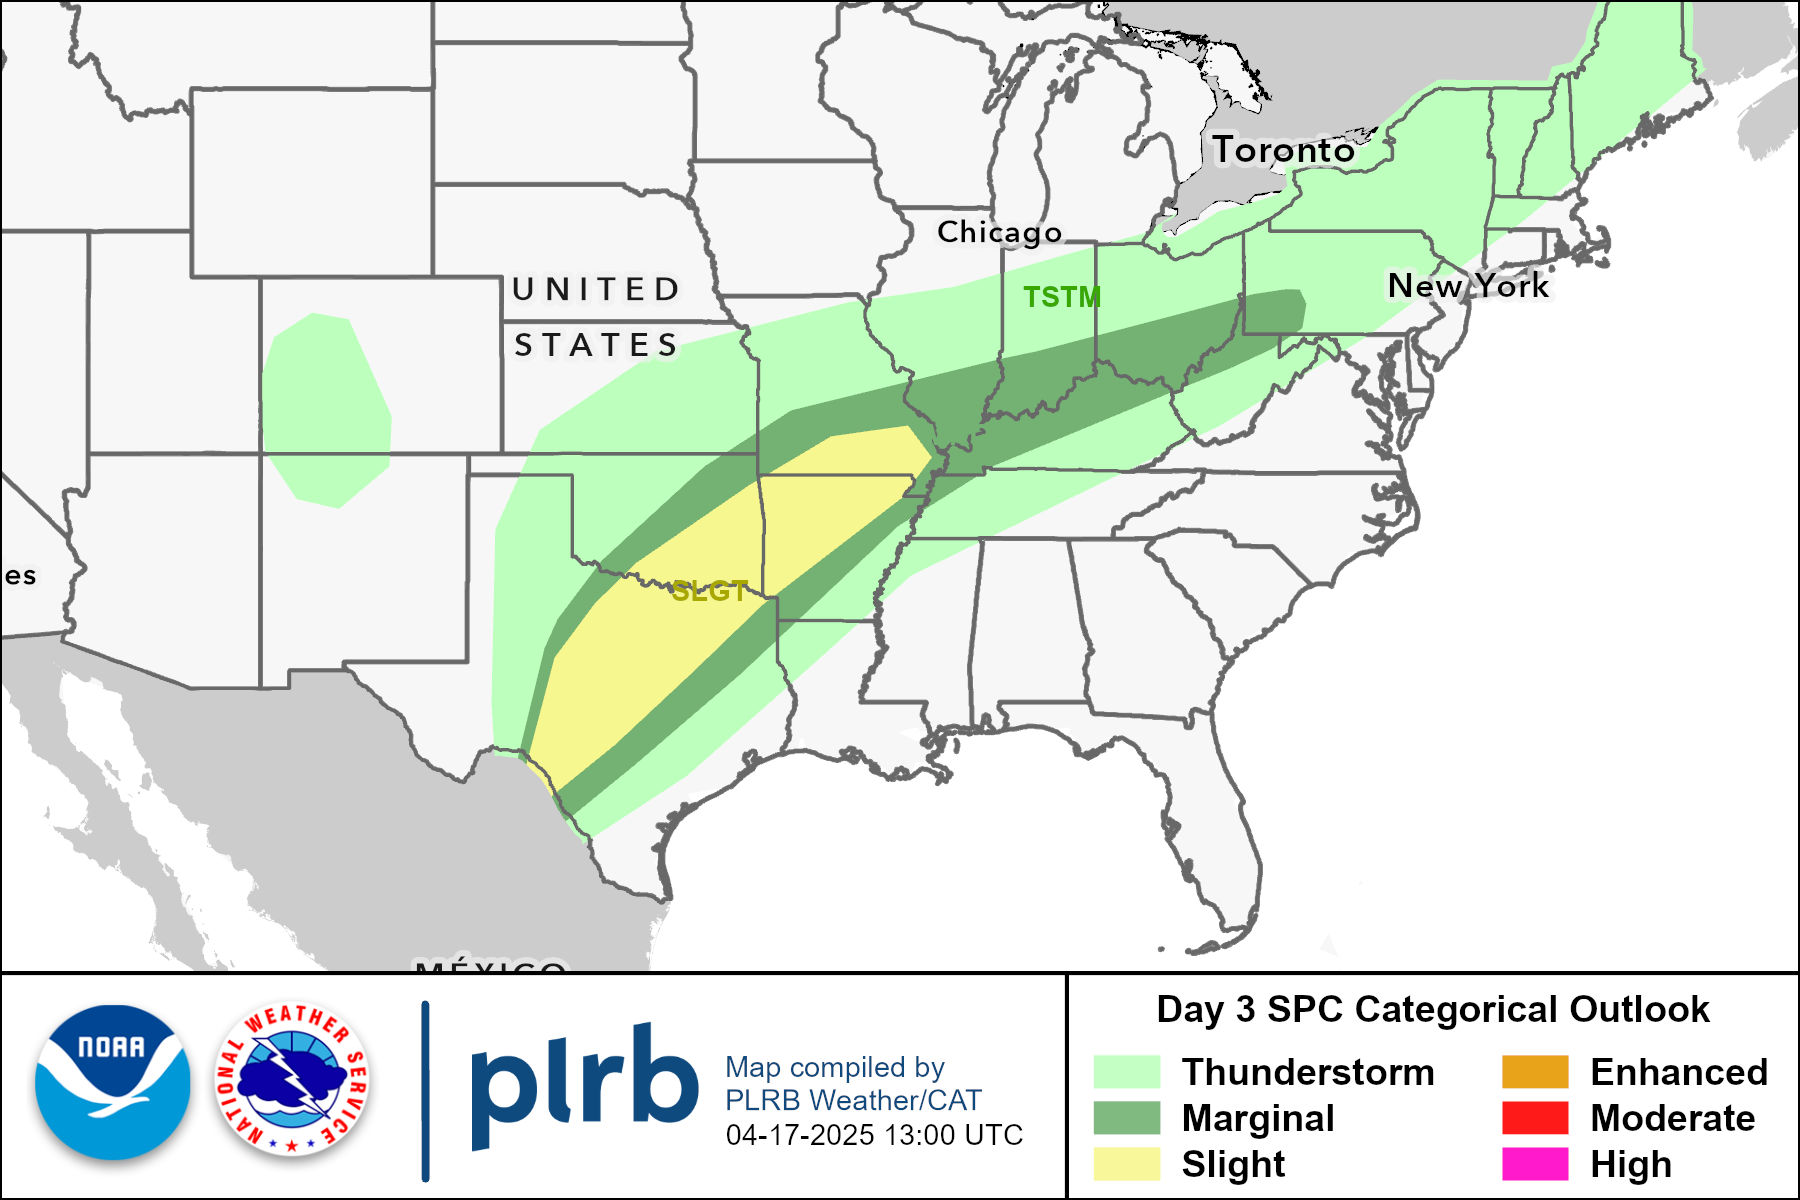 Toronto
Chicago
UNITED
TSTM
New York
STATES
es
SLGT
MÉXICO
NOAA
NATIONAL WEATHER SERVICE
plrb
Map compiled by
PLRB Weather/CAT
04-17-2025 13:00 UTC
Day 3 SPC Categorical Outlook
Thunderstorm
Marginal
Slight
Enhanced
Moderate
High